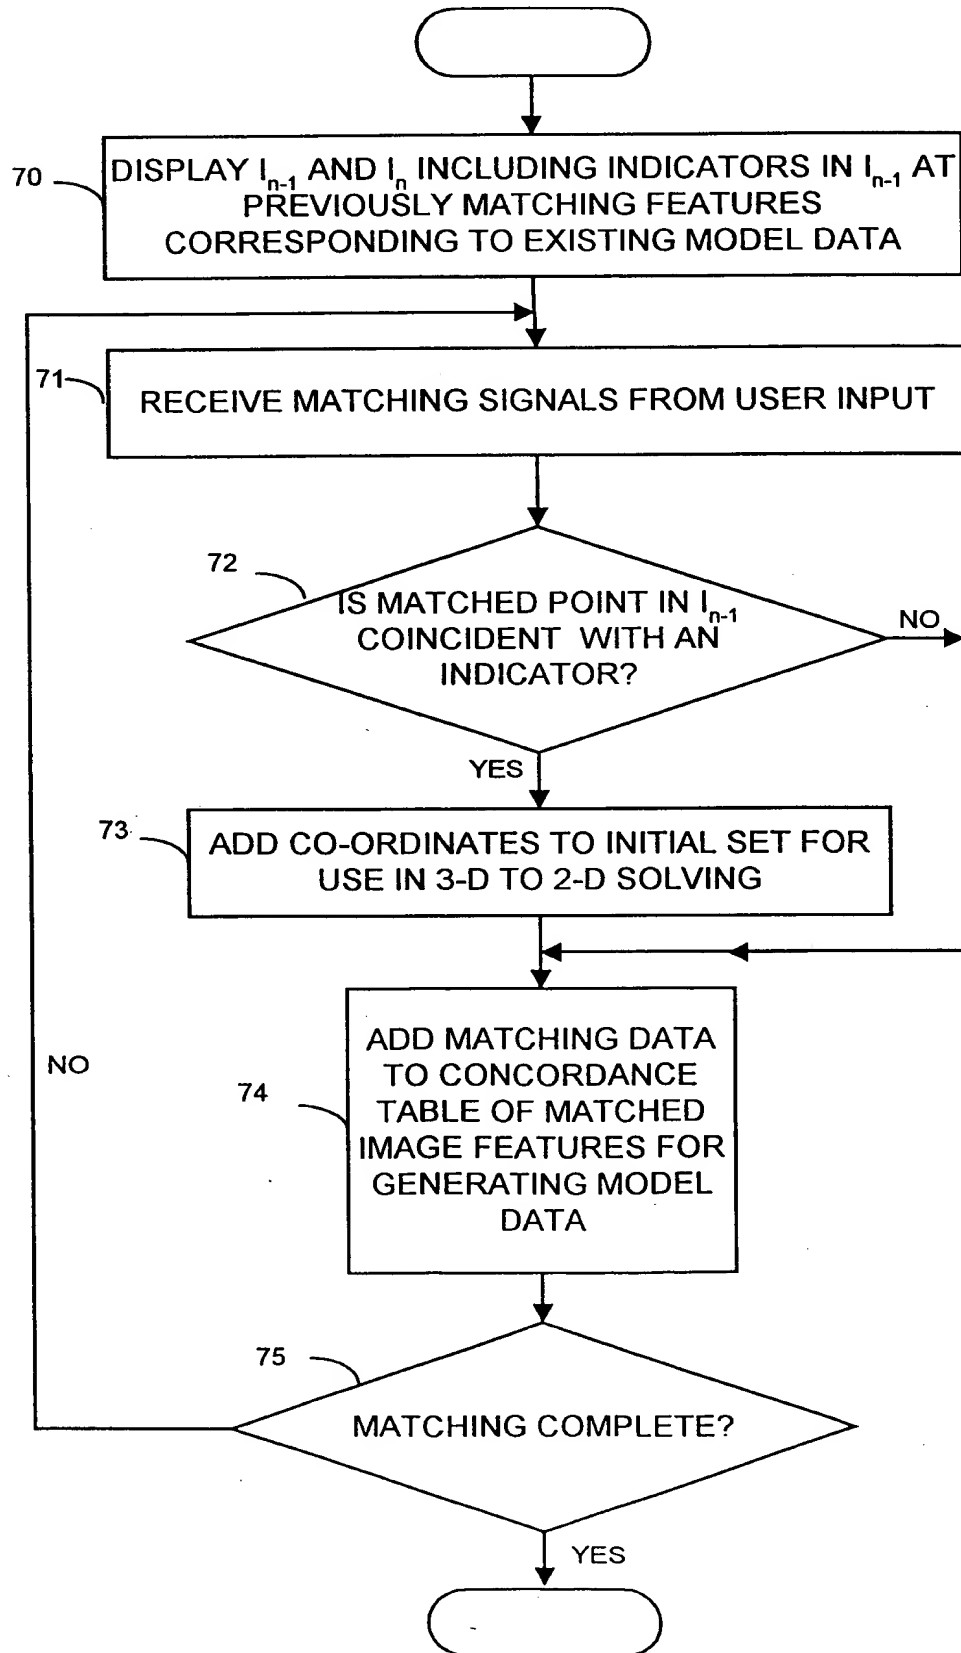 70
DISPLAY In-1 AND In INCLUDING INDICATORS IN In-1 AT
PREVIOUSLY MATCHING FEATURES
CORRESPONDING TO EXISTING MODEL DATA
71
RECEIVE MATCHING SIGNALS FROM USER INPUT
72
IS MATCHED POINT IN In-1
COINCIDENT WITH AN
INDICATOR?
NO
YES
73
ADD CO-ORDINATES TO INITIAL SET FOR
USE IN 3-D TO 2-D SOLVING
NO
74
ADD MATCHING DATA
TO CONCORDANCE
TABLE OF MATCHED
IMAGE FEATURES FOR
GENERATING MODEL
DATA
75
MATCHING COMPLETE?
YES